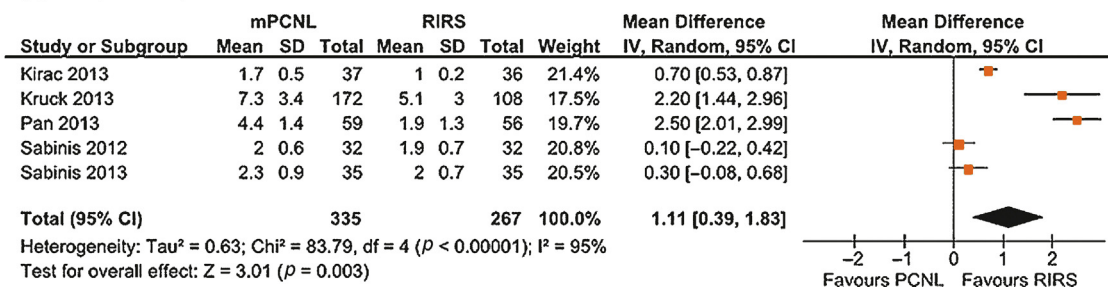 mPCNL RIRS Mean Difference Mean Difference
Study or Subgroup Mean SD Total Mean SD Total Weight IV, Random, 95% CI IV, Random, 95% CI
Kirac 2013 1.7 0.5 37 1 0.2 36 21.4% 0.70 [0.53, 0.87]
Kruck 2013 7.3 3.4 172 5.1 3 108 17.5% 2.20 [1.44, 2.96]
Pan 2013 4.4 1.4 59 1.9 1.3 56 19.7% 2.50 [2.01, 2.99]
Sabinis 2012 2 0.6 32 1.9 0.7 32 20.8% 0.10 [−0.22, 0.42]
Sabinis 2013 2.3 0.9 35 2 0.7 35 20.5% 0.30 [−0.08, 0.68]
Total (95% CI) 335 267 100.0% 1.11 [0.39, 1.83]
Heterogeneity: Tau² = 0.63; Chi² = 83.79, df = 4 (p < 0.00001); I² = 95%
Test for overall effect: Z = 3.01 (p = 0.003)
−2 −1 0 1 2
Favours PCNL Favours RIRS